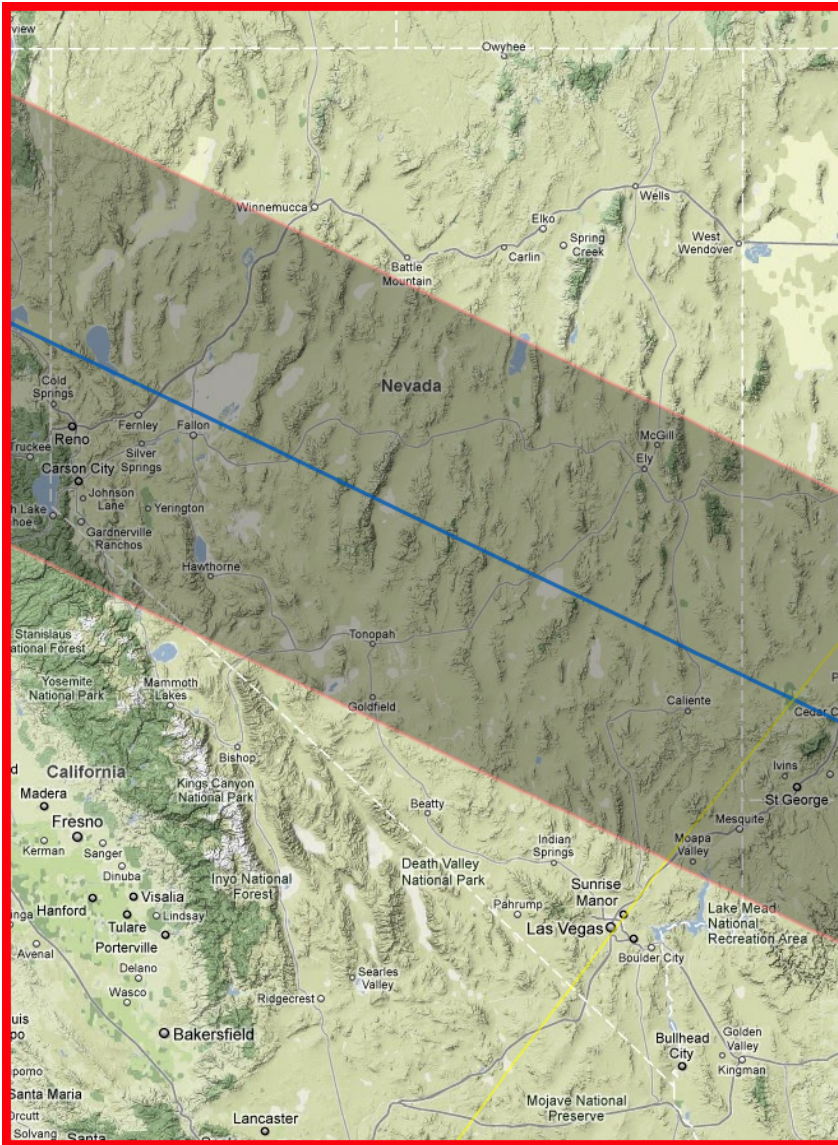 view
Owyhee
Winnemucca
Wells
Elko
Carlin
Spring
Creek
West
Wendover
Battle
Mountain
Nevada
Cold
Springs
Fernley
Fallon
Reno
Truckee
Silver
Springs
McGill
Ely
Carson City
Johnson
Lane
Yerington
h Lake
hoe
Gardnerville
Ranchos
Hawthorne
Tonopah
Stanislaus
ational Forest
Yosemite
National Park
Mammoth
Lakes
Goldfield
Caliente
P
Cedar C
Bishop
d
California
Kings Canyon
National Park
Madera
Ivins
St George
Beatty
Fresno
Mesquite
Kerman
Sanger
Dinuba
Indian
Springs
Moapa
Valley
Death Valley
National Park
Inyo National
Forest
Visalia
Hanford
Lindsay
Tulare
nga
Sunrise
Manor
Pahrump
Las Vegas
Lake Mead
National
Recreation Area
Porterville
Avenal
Boulder City
Delano
Wasco
Searles
Valley
Ridgecrest
uis
po
Bakersfield
Bullhead
City
Golden
Valley
Kingman
pomo
Santa Maria
Mojave National
Preserve
Orcutt
Lancaster
Solvang
Santa